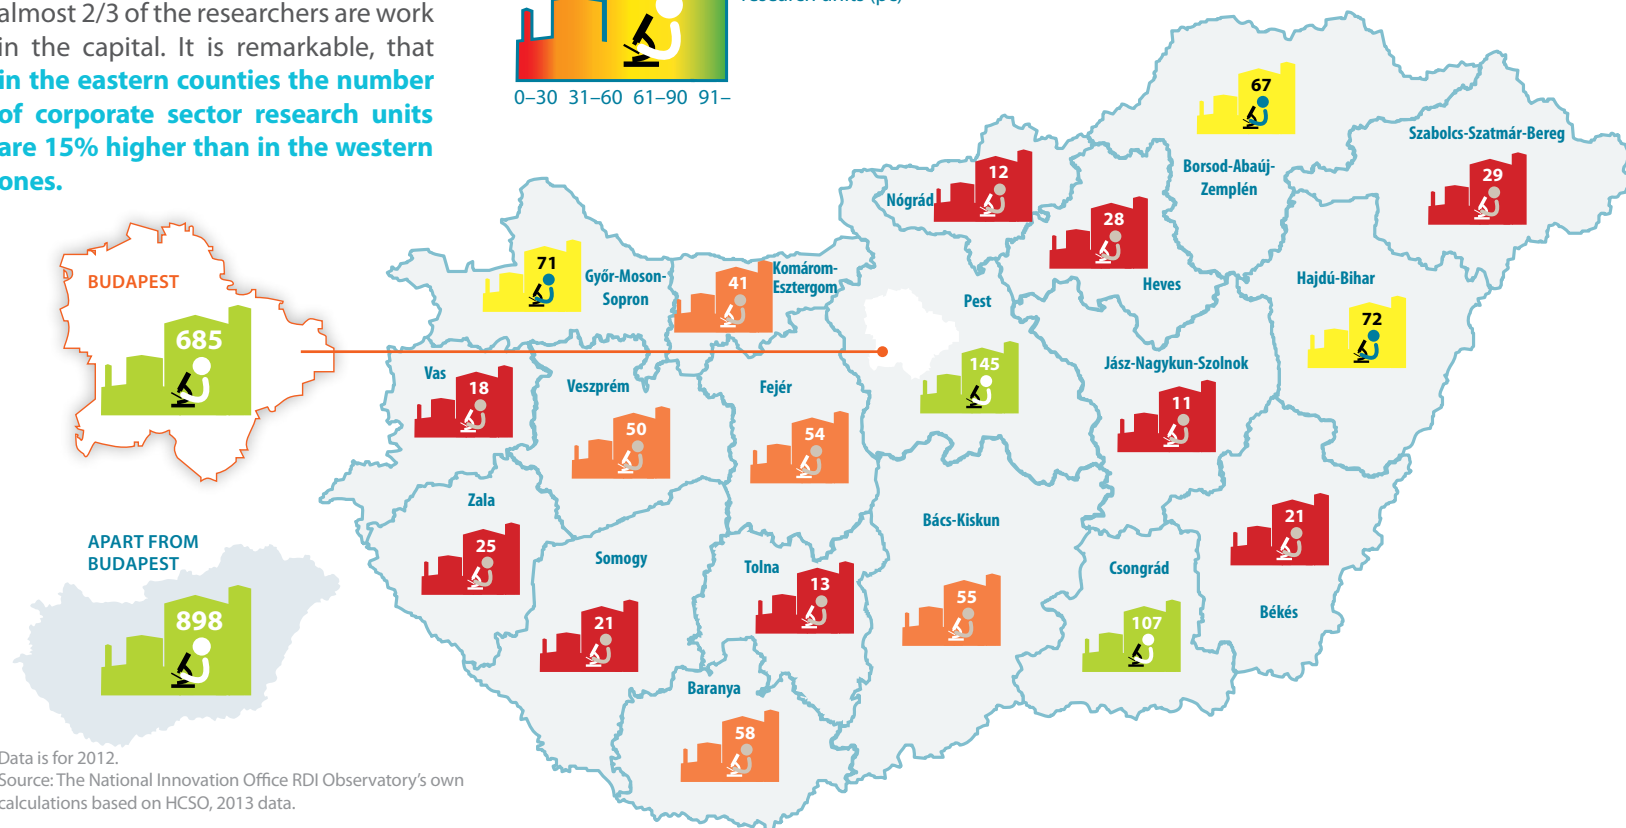 almost 2/3 of the researchers are work
in the capital. It is remarkable, that
in the eastern counties the number
of corporate sector research units
are 15% higher than in the western
ones.
0–30 31–60 61–90 91–
BUDAPEST
685
APART FROM
BUDAPEST
898
67
Borsod-Abaúj-
Zemplén
Szabolcs-Szatmár-Bereg
29
Nógrád
12
28
Heves
Hajdú-Bihar
72
71
Győr-Moson-
Sopron
41
Komárom-
Esztergom
Pest
145
Jász-Nagykun-Szolnok
11
Vas
18
Veszprém
50
Fejér
54
Zala
25
Somogy
21
Tolna
13
Bács-Kiskun
55
Csongrád
107
21
Békés
Baranya
58
Data is for 2012.
Source: The National Innovation Office RDI Observatory's own
calculations based on HCSO, 2013 data.